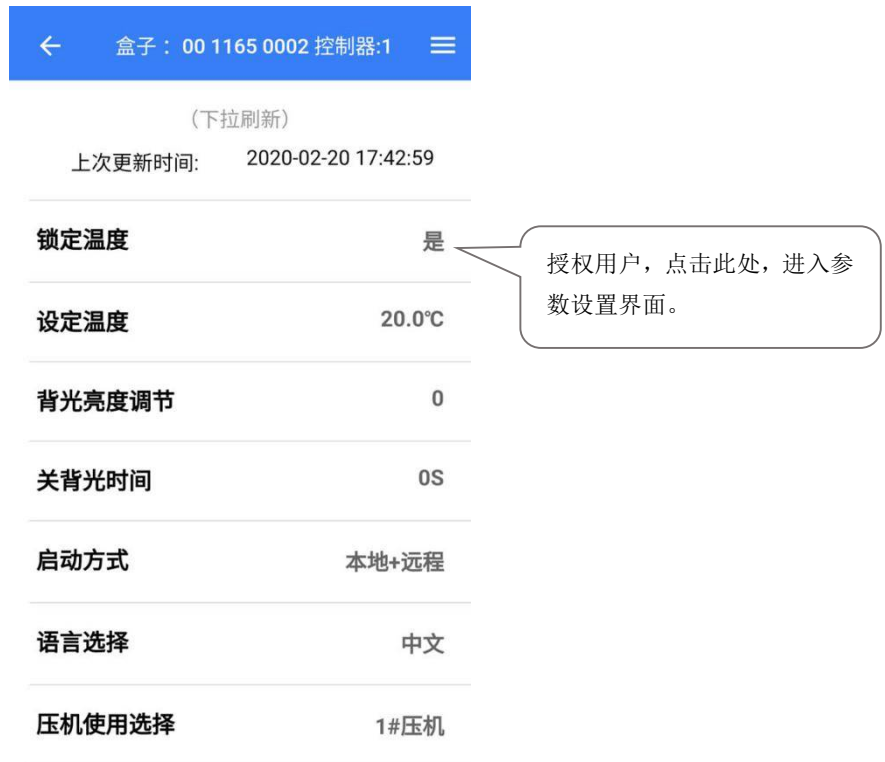 盒子：00 1165 0002 控制器:1
（下拉刷新）
上次更新时间: 2020-02-20 17:42:59
锁定温度 是
授权用户，点击此处，进入参
数设置界面。
设定温度 20.0℃
背光亮度调节 0
关背光时间 0S
启动方式 本地+远程
语言选择 中文
压机使用选择 1#压机